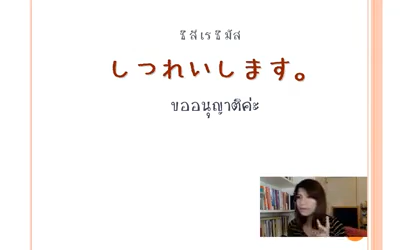 ชึสึเรชิมัส
しつれいします。
ขออนุญาติค่ะ